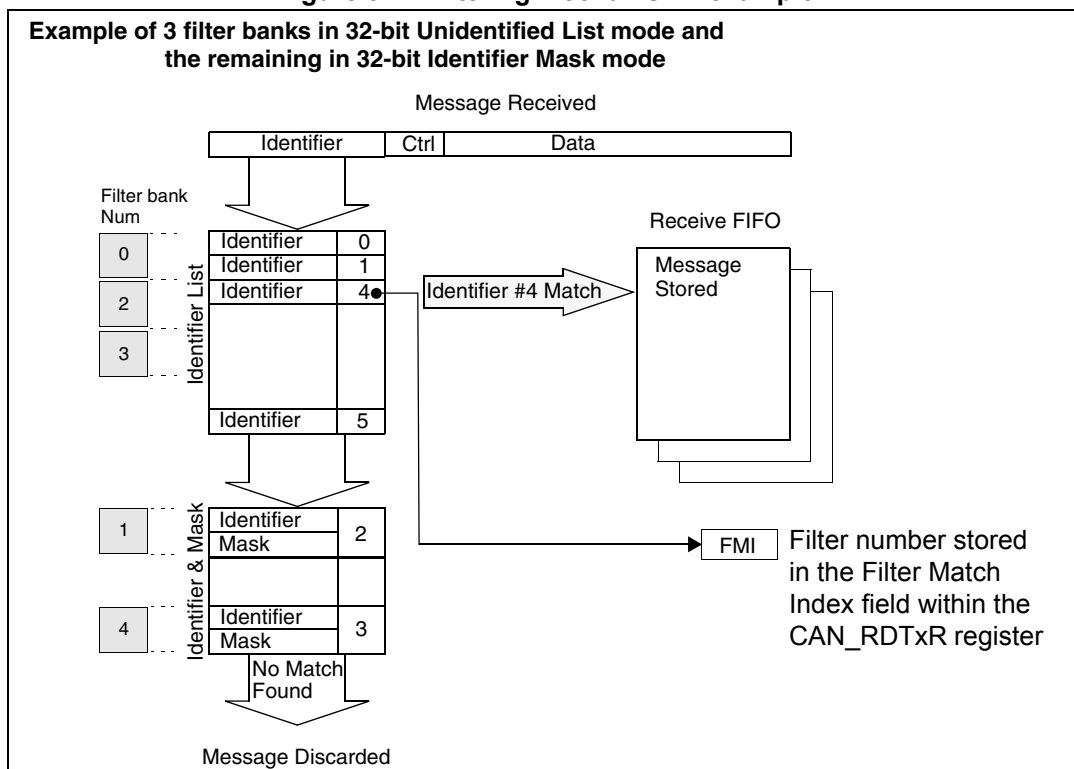 Example of 3 filter banks in 32-bit Unidentified List mode and
the remaining in 32-bit Identifier Mask mode
Message Received
Identifier Ctrl Data
Filter bank
Num
Receive FIFO
0
2
3
Identifier List
Identifier 0
Identifier 1
Identifier 4
Identifier 5
Identifier #4 Match
Message
Stored
1
4
Identifier & Mask
Identifier
Mask
2
Identifier
Mask
3
FMI
Filter number stored
in the Filter Match
Index field within the
CAN_RDTxR register
No Match
Found
Message Discarded